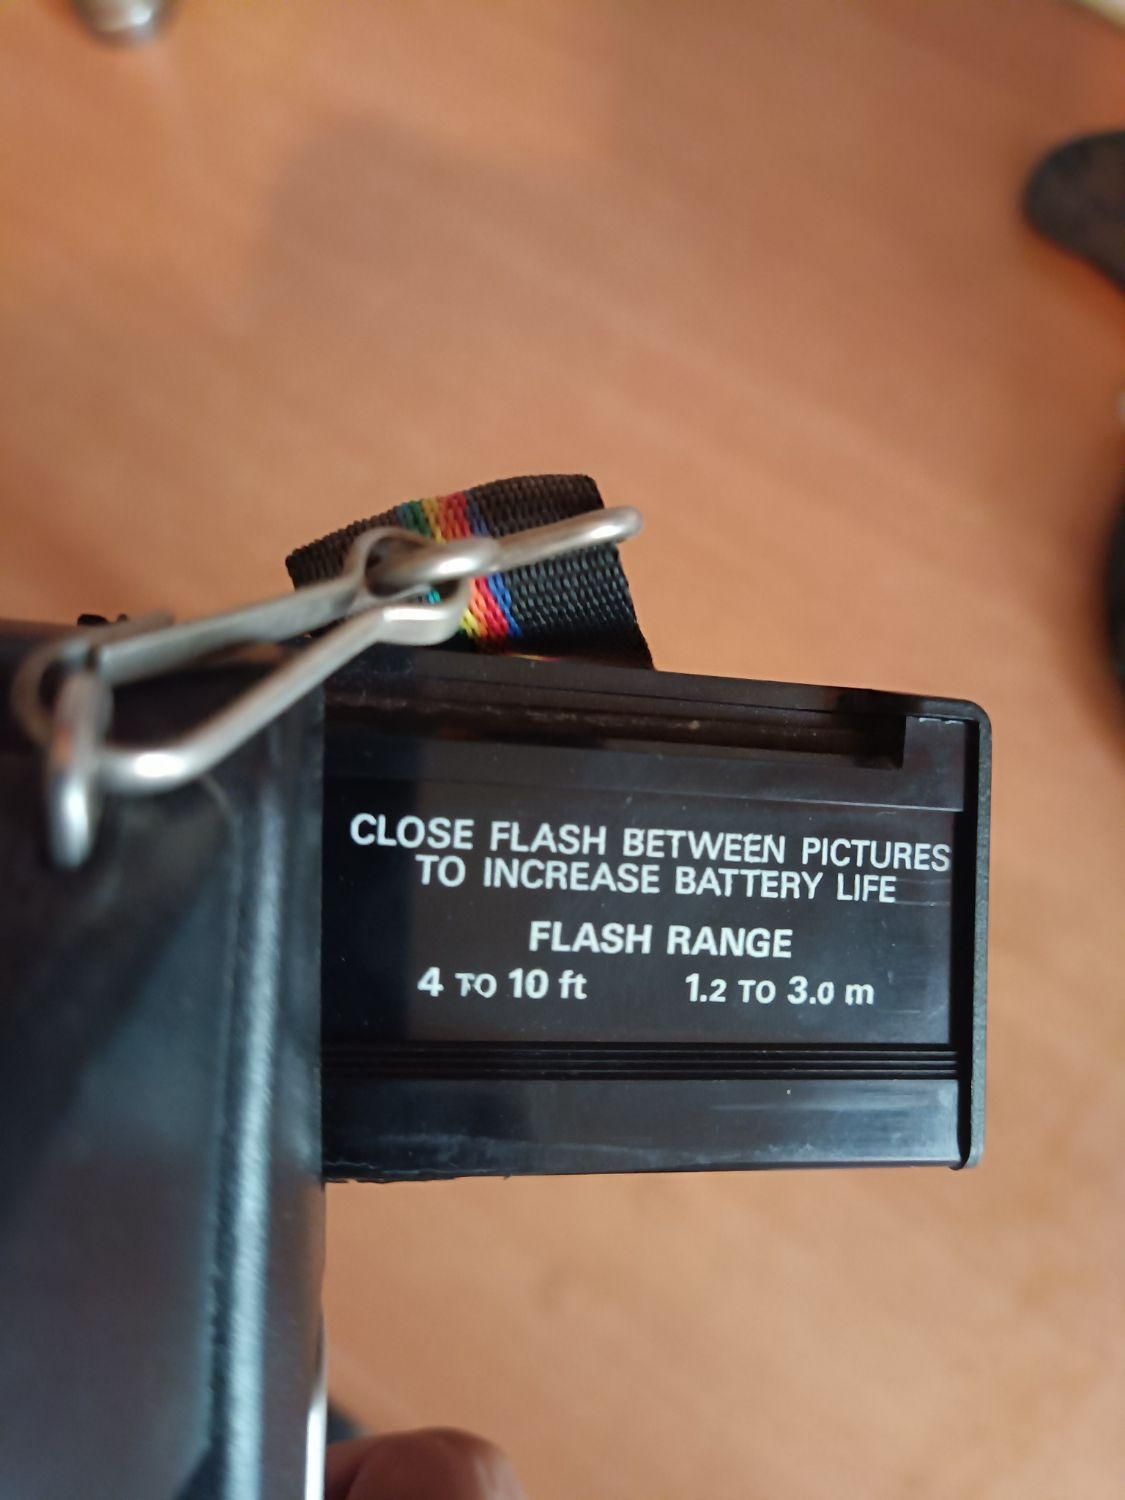 CLOSE FLASH BETWEEN PICTURES
TO INCREASE BATTERY LIFE
FLASH RANGE
4 TO 10 ft 1.2 TO 3.0 m